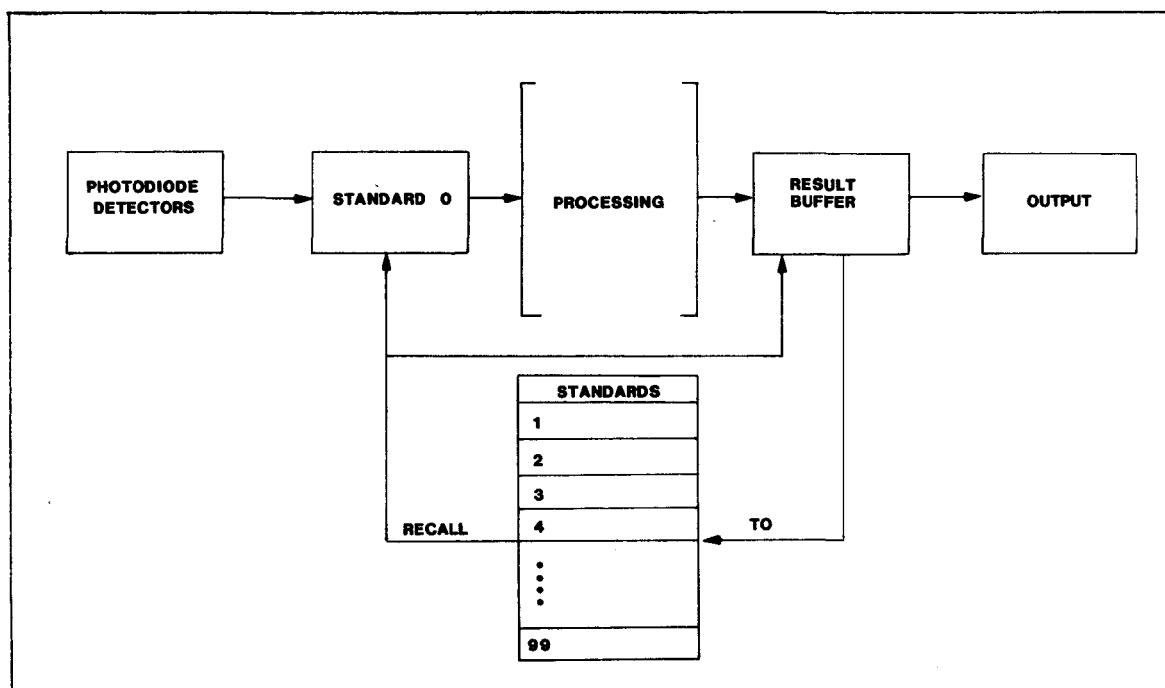 PHOTODIODE
DETECTORS
STANDARD 0
PROCESSING
RESULT
BUFFER
OUTPUT
STANDARDS
1
2
3
4
RECALL
TO
99